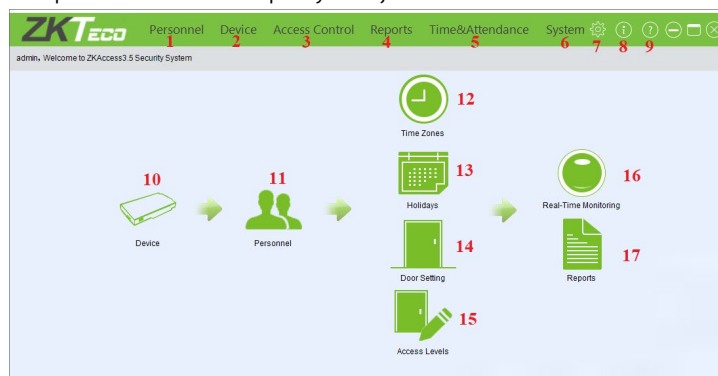 ZKTeco Personnel Device Access Control Reports Time&Attendance System
1 2 3 4 5 6 7 8 9
admin, Welcome to ZKAccess3.5 Security System
12
Time Zones
10 11 13 16
Holidays Real-Time Monitoring
Device Personnel
14 17
Door Setting Reports
15
Access Levels